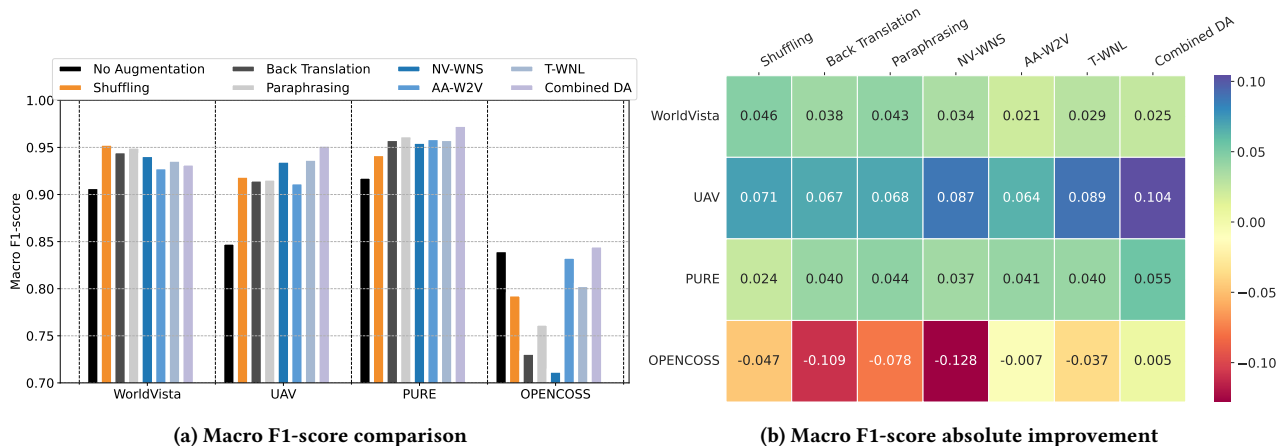 No Augmentation Back Translation NV-WNS T-WNL
Shuffling Paraphrasing AA-W2V Combined DA
Macro F1-score
1.00
0.95
0.90
0.85
0.80
0.75
0.70
WorldVista UAV PURE OPENCOSS
(a) Macro F1-score comparison
Shuffling Back Translation Paraphrasing NV-WNS AA-W2V T-WNL Combined DA
WorldVista 0.046 0.038 0.043 0.034 0.021 0.029 0.025
UAV 0.071 0.067 0.068 0.087 0.064 0.089 0.104
PURE 0.024 0.040 0.044 0.037 0.041 0.040 0.055
OPENCOSS -0.047 -0.109 -0.078 -0.128 -0.007 -0.037 0.005
0.10
0.05
0.00
−0.05
−0.10
(b) Macro F1-score absolute improvement